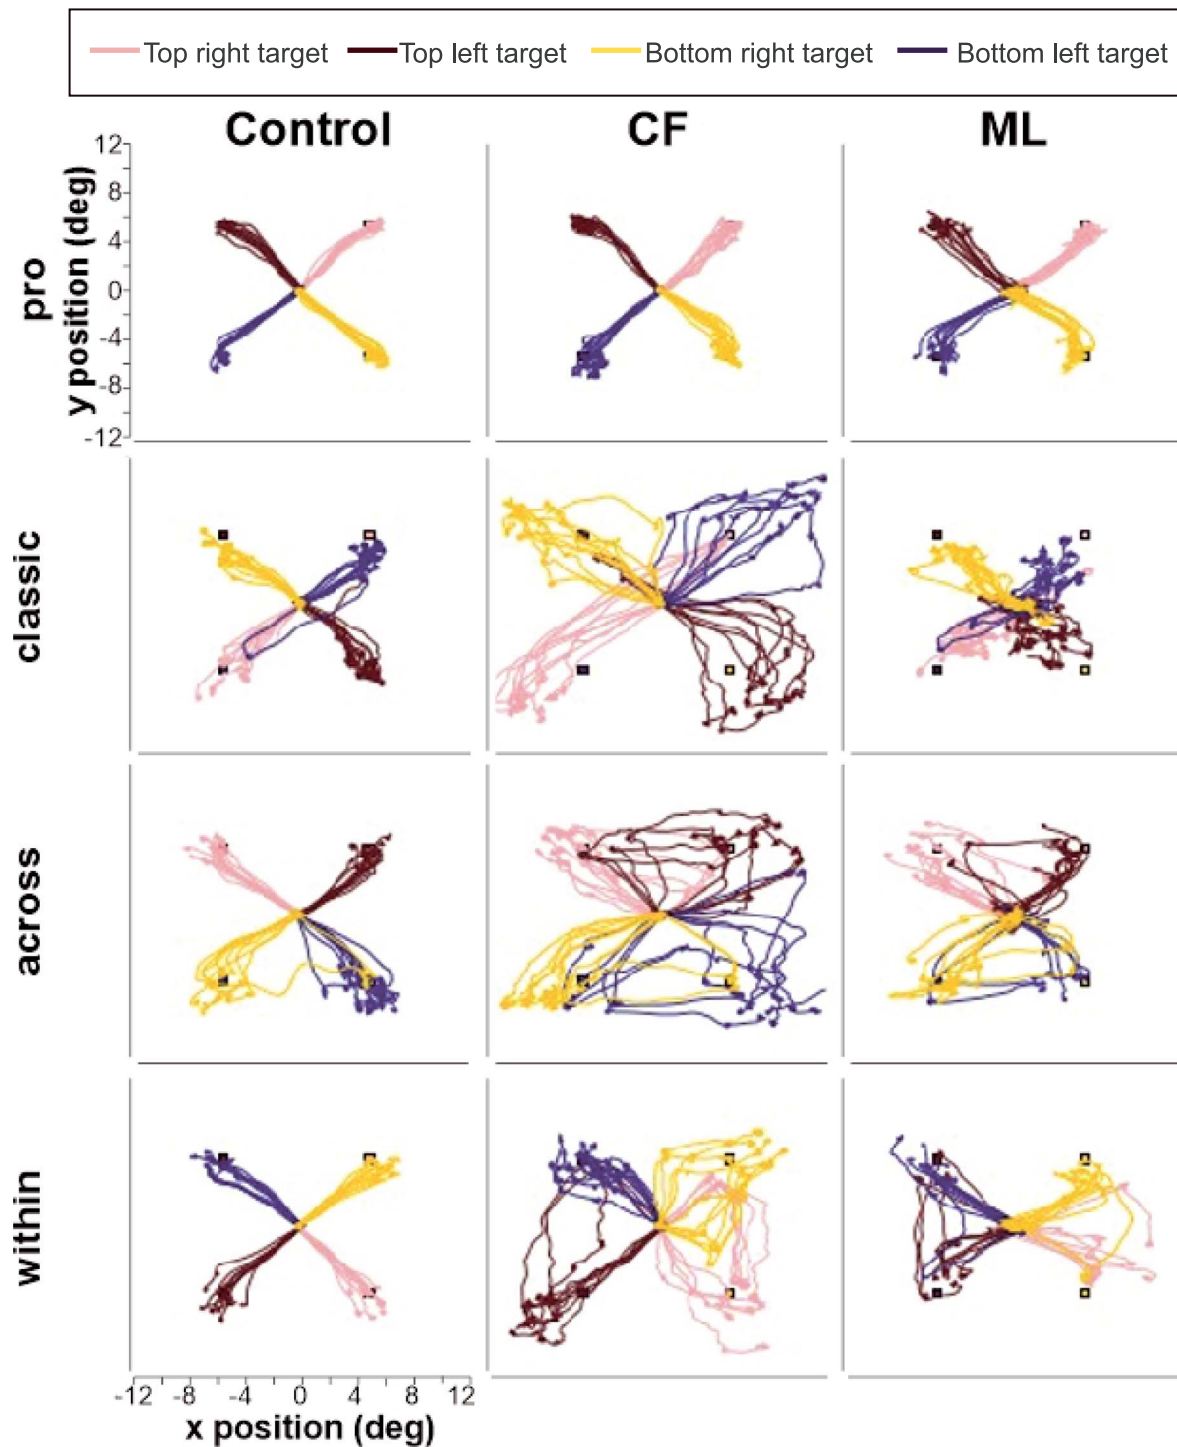 Top right target Top left target Bottom right target Bottom left target
Control CF ML
pro
y position (deg)
12
8
4
0
-4
-8
-12
classic
across
within
-12 -8 -4 0 4 8 12
x position (deg)